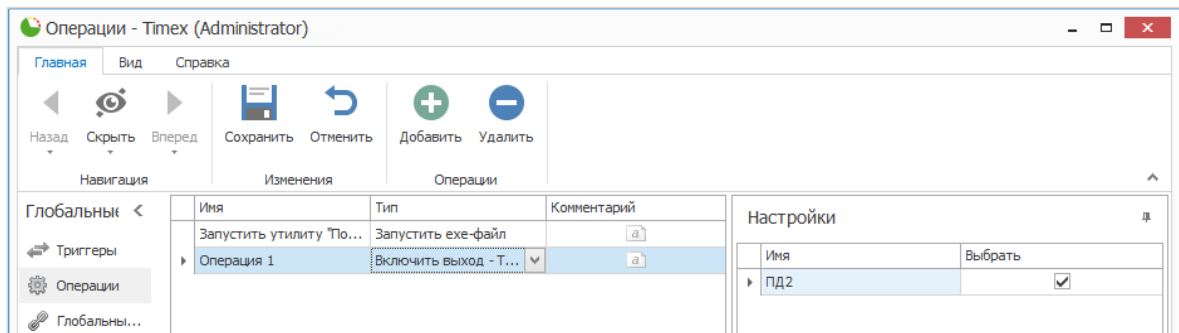 Операции - Timex (Administrator)
Главная Вид Справка
Назад Скрыть Вперед Сохранить Отменить Добавить Удалить
Навигация Изменения Операции
Глобальные
Имя Тип Комментарий
Настройки
Запустить утилиту "По... Запустить exe-файл a
Триггеры
Операция 1 Включить выход - Т... a
Имя Выбрать
Операции
ПД2
Глобальны...